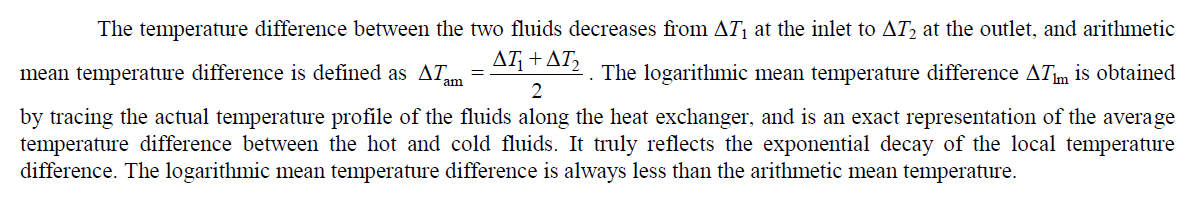 The temperature difference between the two fluids decreases from ΔT₁ at the inlet to ΔT₂ at the outlet, and arithmetic
mean temperature difference is defined as ΔTₐₘ = (ΔT₁ + ΔT₂)/2 . The logarithmic mean temperature difference ΔTₗₘ is obtained
by tracing the actual temperature profile of the fluids along the heat exchanger, and is an exact representation of the average
temperature difference between the hot and cold fluids. It truly reflects the exponential decay of the local temperature
difference. The logarithmic mean temperature difference is always less than the arithmetic mean temperature.